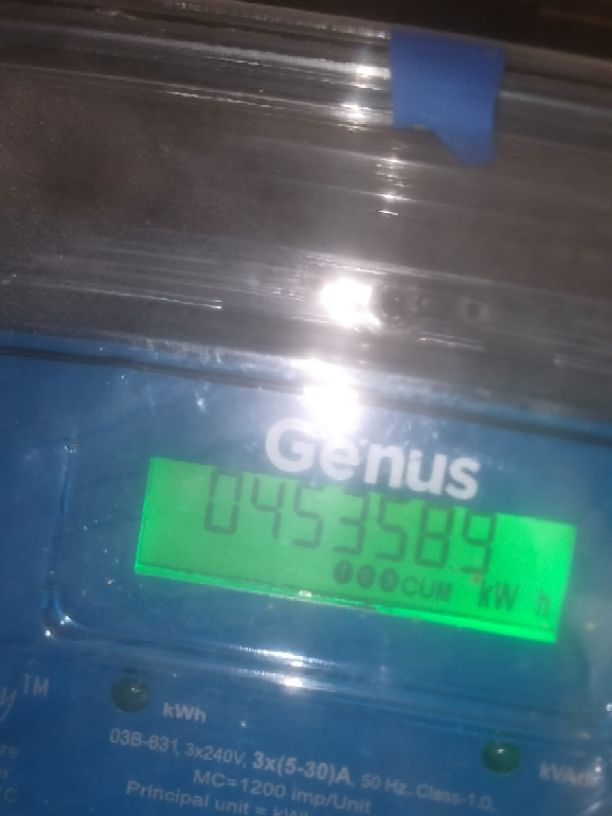 Genus
0453589
①②③CUM kW h
TM
kWh
03B-631, 3x240V, 3x(5-30)A, 50 Hz, Class-1.0,
kVArh
MC=1200 imp/Unit
Principal unit =